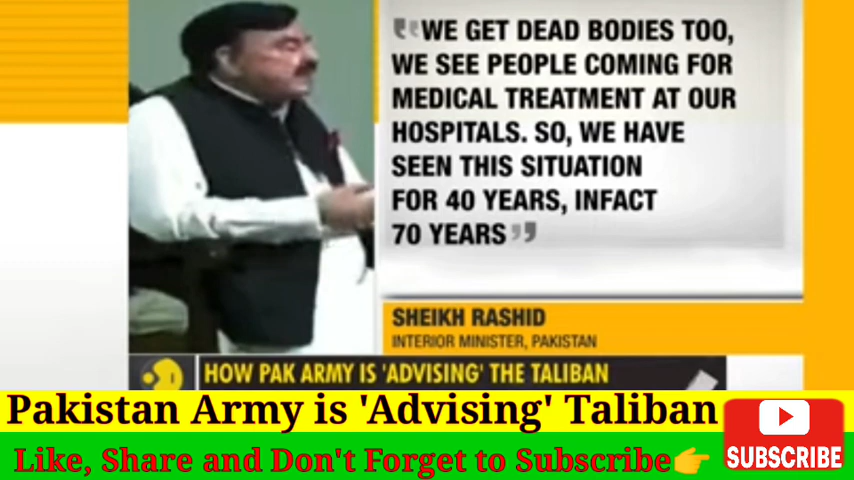 WE GET DEAD BODIES TOO,
WE SEE PEOPLE COMING FOR
MEDICAL TREATMENT AT OUR
HOSPITALS. SO, WE HAVE
SEEN THIS SITUATION
FOR 40 YEARS, INFACT
70 YEARS
SHEIKH RASHID
INTERIOR MINISTER, PAKISTAN
HOW PAK ARMY IS 'ADVISING' THE TALIBAN
Pakistan Army is 'Advising' Taliban
Like, Share and Don't Forget to Subscribe
SUBSCRIBE